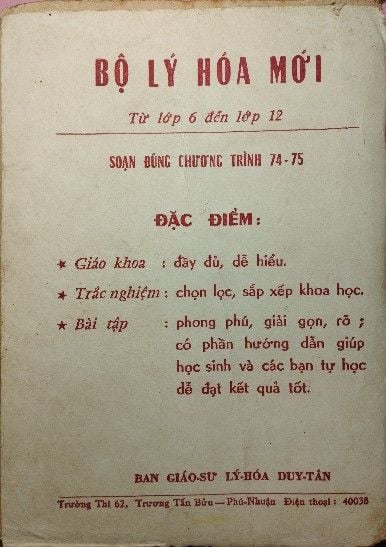 BỘ LÝ HÓA MỚI
Từ lớp 6 đến lớp 12
SOẠN ĐÚNG CHƯƠNG TRÌNH 74-75
ĐẶC ĐIỂM:
★ Giáo khoa : đầy đủ, dễ hiểu.
★ Trắc nghiệm : chọn lọc, sắp xếp khoa học.
★ Bài tập : phong phú, giải gọn, rõ ;
có phần hướng dẫn giúp
học sinh và các bạn tự học
dễ đạt kết quả tốt.
BAN GIÁO-SƯ LÝ-HÓA DUY-TÂN
Trường Thi 62, Trương Tấn Bửu — Phú-Nhuận Điện thoại : 40038